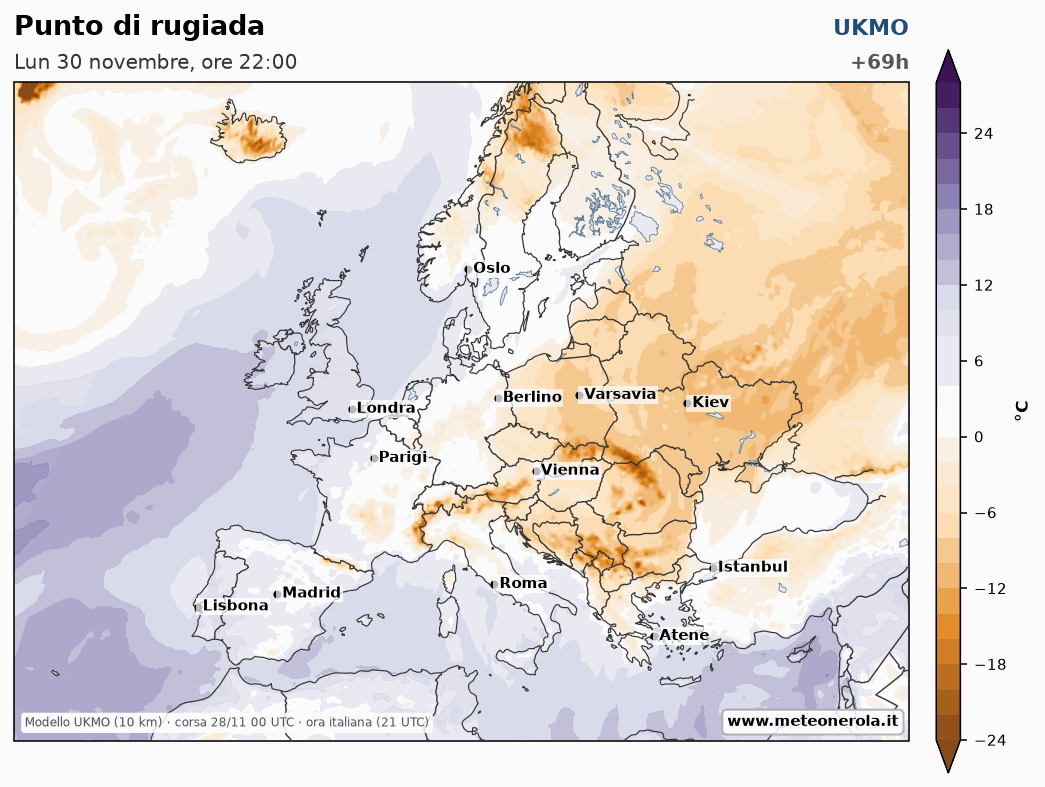 Punto di rugiada
UKMO
Lun 30 novembre, ore 22:00
+69h
Oslo
Berlino
Varsavia
Kiev
Londra
Parigi
Vienna
Istanbul
Roma
Madrid
Lisbona
Atene
Modello UKMO (10 km) · corsa 28/11 00 UTC · ora italiana (21 UTC)
www.meteonerola.it
24
18
12
6
0
−6
−12
−18
−24
°C